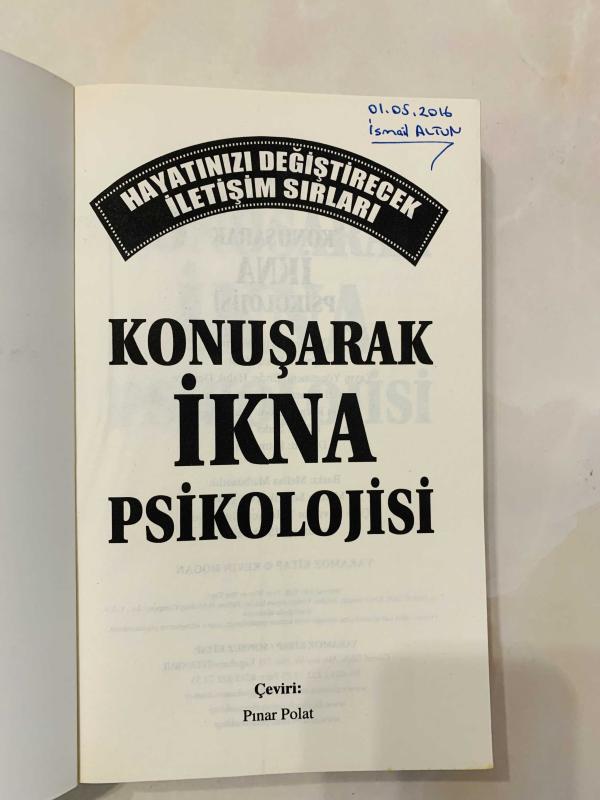 01.05.2016
İsmail ALTUN
HAYATINIZI DEĞİŞTİRECEK
İLETİŞİM SIRLARI
KONUŞARAK
İKNA
PSİKOLOJİSİ
Çeviri:
Pınar Polat